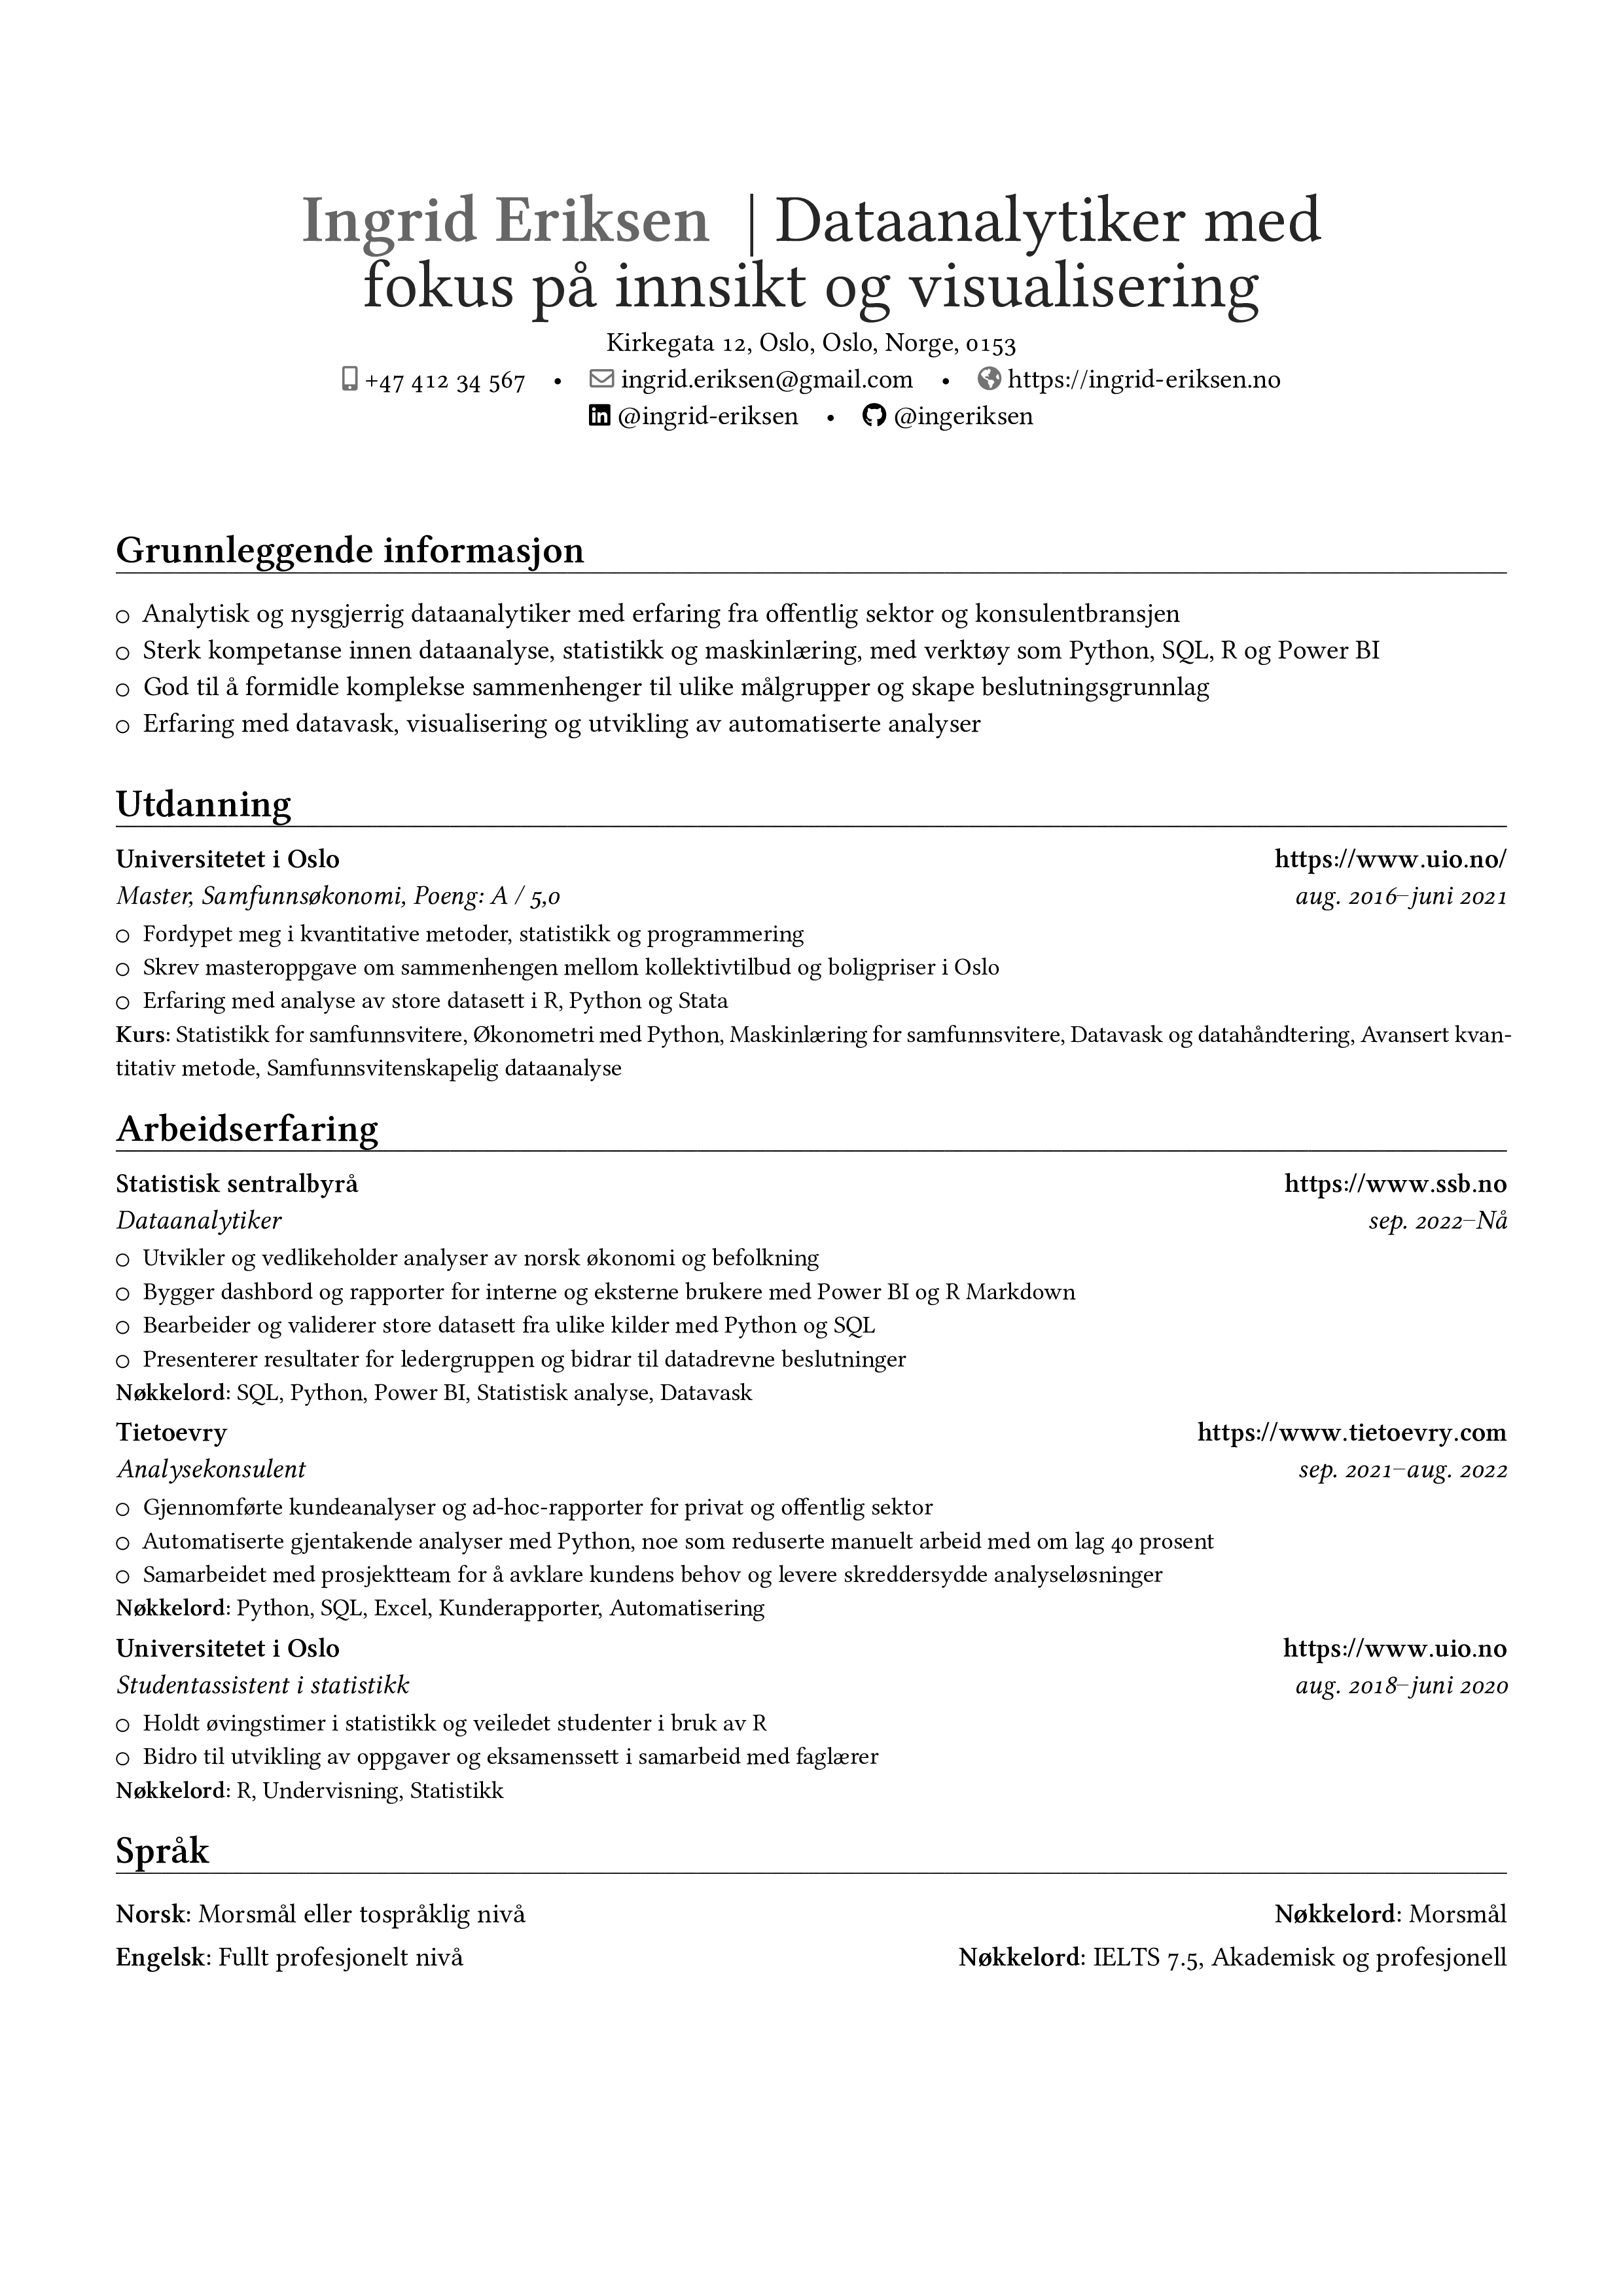 Ingrid Eriksen | Dataanalytiker med
fokus på innsikt og visualisering
Kirkegata 12, Oslo, Oslo, Norge, 0153
+47 412 34 567 • ingrid.eriksen@gmail.com • https://ingrid-eriksen.no
@ingrid-eriksen • @ingeriksen
Grunnleggende informasjon
○ Analytisk og nysgjerrig dataanalytiker med erfaring fra offentlig sektor og konsulentbransjen
○ Sterk kompetanse innen dataanalyse, statistikk og maskinlæring, med verktøy som Python, SQL, R og Power BI
○ God til å formidle komplekse sammenhenger til ulike målgrupper og skape beslutningsgrunnlag
○ Erfaring med datavask, visualisering og utvikling av automatiserte analyser
Utdanning
Universitetet i Oslo https://www.uio.no/
Master, Samfunnsøkonomi, Poeng: A / 5,0 aug. 2016–juni 2021
○ Fordypet meg i kvantitative metoder, statistikk og programmering
○ Skrev masteroppgave om sammenhengen mellom kollektivtilbud og boligpriser i Oslo
○ Erfaring med analyse av store datasett i R, Python og Stata
Kurs: Statistikk for samfunnsvitere, Økonometri med Python, Maskinlæring for samfunnsvitere, Datavask og datahåndtering, Avansert kvan-
titativ metode, Samfunnsvitenskapelig dataanalyse
Arbeidserfaring
Statistisk sentralbyrå https://www.ssb.no
Dataanalytiker sep. 2022–Nå
○ Utvikler og vedlikeholder analyser av norsk økonomi og befolkning
○ Bygger dashbord og rapporter for interne og eksterne brukere med Power BI og R Markdown
○ Bearbeider og validerer store datasett fra ulike kilder med Python og SQL
○ Presenterer resultater for ledergruppen og bidrar til datadrevne beslutninger
Nøkkelord: SQL, Python, Power BI, Statistisk analyse, Datavask
Tietoevry https://www.tietoevry.com
Analysekonsulent sep. 2021–aug. 2022
○ Gjennomførte kundeanalyser og ad-hoc-rapporter for privat og offentlig sektor
○ Automatiserte gjentakende analyser med Python, noe som reduserte manuelt arbeid med om lag 40 prosent
○ Samarbeidet med prosjektteam for å avklare kundens behov og levere skreddersydde analyseløsninger
Nøkkelord: Python, SQL, Excel, Kunderapporter, Automatisering
Universitetet i Oslo https://www.uio.no
Studentassistent i statistikk aug. 2018–juni 2020
○ Holdt øvingstimer i statistikk og veiledet studenter i bruk av R
○ Bidro til utvikling av oppgaver og eksamenssett i samarbeid med faglærer
Nøkkelord: R, Undervisning, Statistikk
Språk
Norsk: Morsmål eller tospråklig nivå Nøkkelord: Morsmål
Engelsk: Fullt profesjonelt nivå Nøkkelord: IELTS 7.5, Akademisk og profesjonell